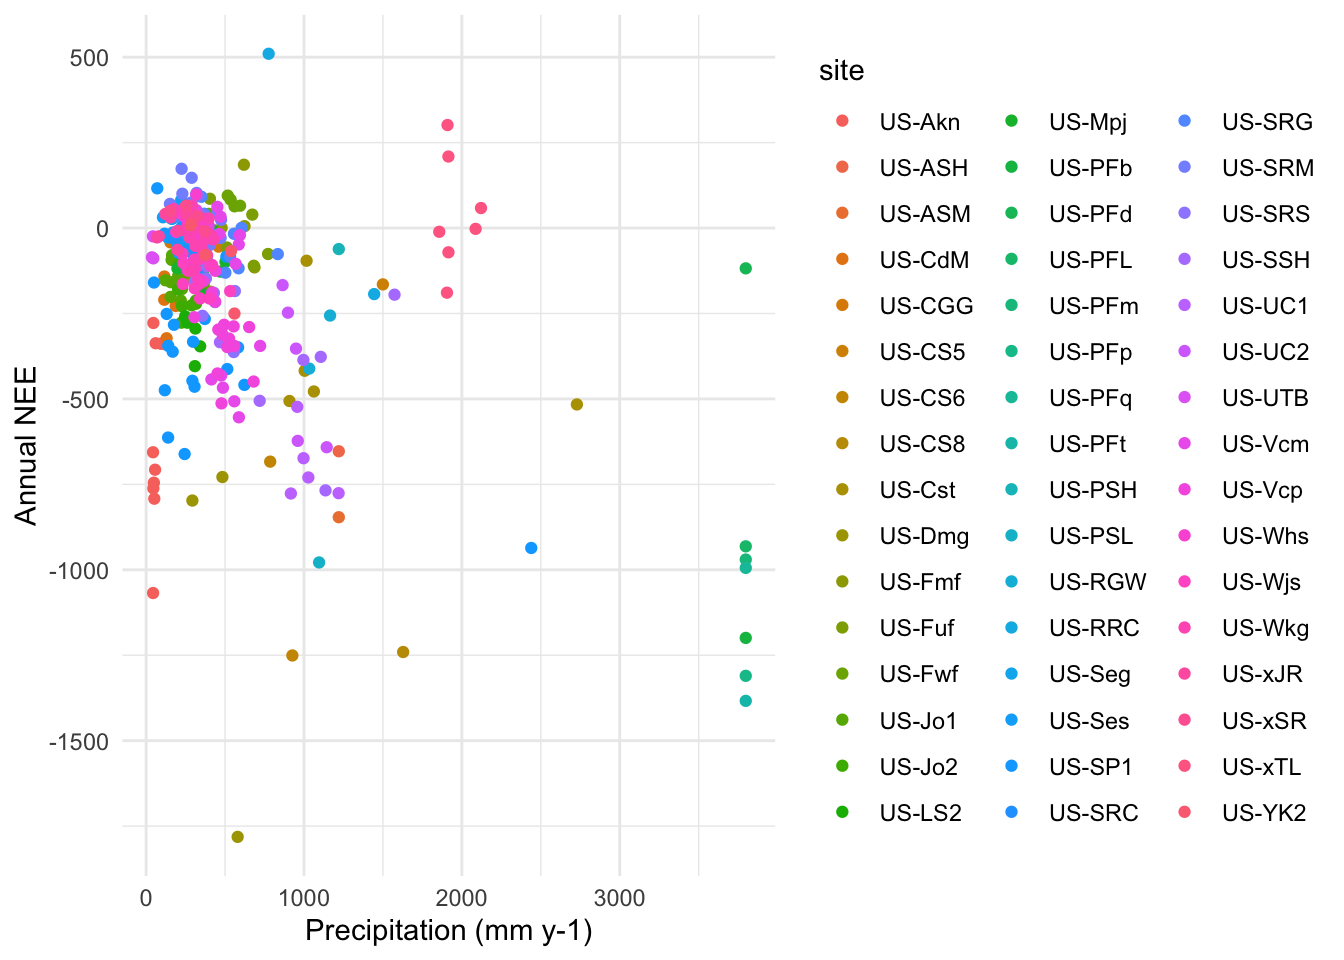 500
0
-500
-1000
-1500
Annual NEE
0 1000 2000 3000
Precipitation (mm y-1)
site
US-Akn US-Mpj US-SRG
US-ASH US-PFb US-SRM
US-ASM US-PFd US-SRS
US-CdM US-PFL US-SSH
US-CGG US-PFm US-UC1
US-CS5 US-PFp US-UC2
US-CS6 US-PFq US-UTB
US-CS8 US-PFt US-Vcm
US-Cst US-PSH US-Vcp
US-Dmg US-PSL US-Whs
US-Fmf US-RGW US-Wjs
US-Fuf US-RRC US-Wkg
US-Fwf US-Seg US-xJR
US-Jo1 US-Ses US-xSR
US-Jo2 US-SP1 US-xTL
US-LS2 US-SRC US-YK2